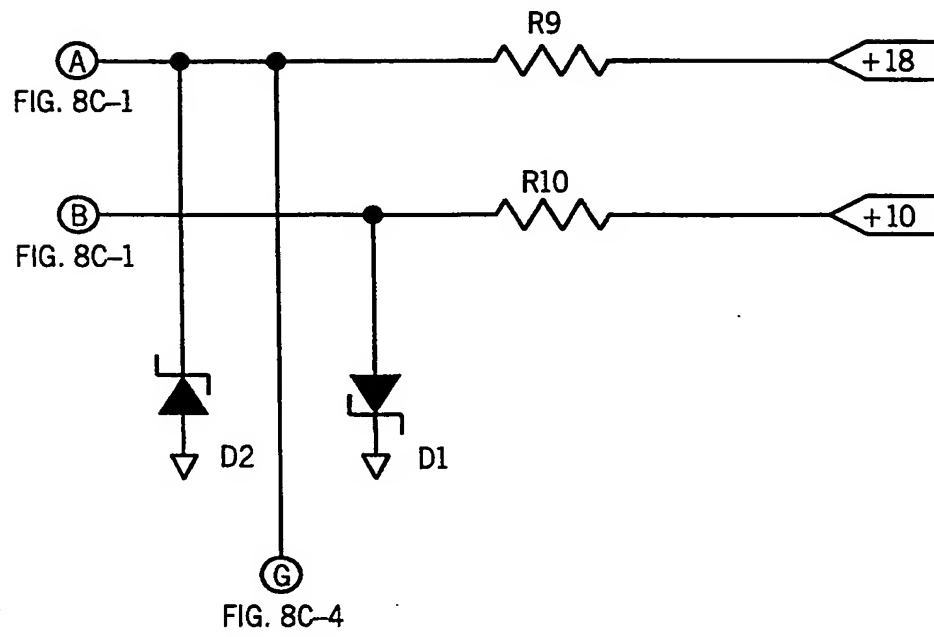 R9
A
+18
FIG. 8C-1
R10
B
+10
FIG. 8C-1
D2
D1
G
FIG. 8C-4